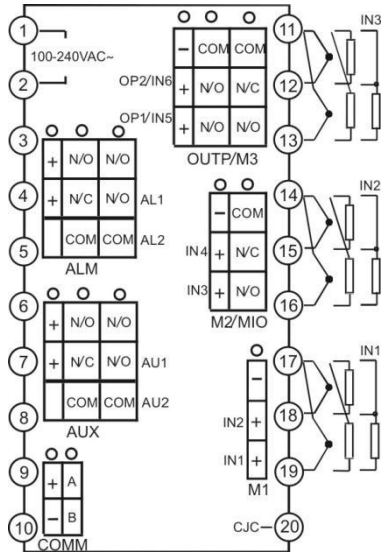 1
100-240VAC~
2
3
+ N/O N/O
4
+ N/C N/O AL1
COM COM AL2
5
ALM
6
+ N/O N/O
7
+ N/C N/O AU1
COM COM AU2
8
AUX
9
+ A
10
− B
COMM
− COM COM
OP2/IN6 + N/O N/C
OP1/IN5 + N/O N/O
OUTP/M3
− COM
IN4 + N/C
IN3 + N/O
M2/MIO
−
IN2 +
IN1 +
M1
11
IN3
12
13
14
IN2
15
16
17
IN1
18
19
CJC 20